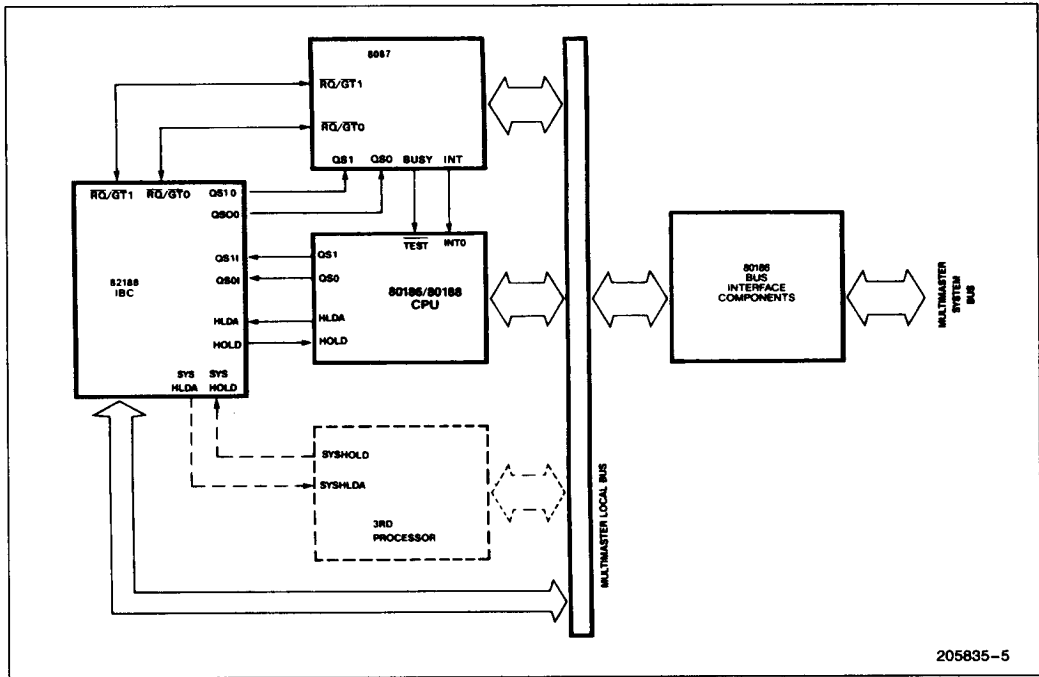 8087
RQ/GT1
RQ/GT0
QS1 QS0 BUSY INT
RQ/GT1 RQ/GT0 QS1O
QSO0
QS1I
QS0I
82188
IBC
HLDA
HOLD
SYS SYS
HLDA HOLD
TEST INT0
QS1
QS0
80186/80188
CPU
HLDA
HOLD
SYSHOLD
SYSHLDA
3RD
PROCESSOR
MULTIMASTER LOCAL BUS
80186
BUS
INTERFACE
COMPONENTS
MULTIMASTER
SYSTEM
BUS
205835-5